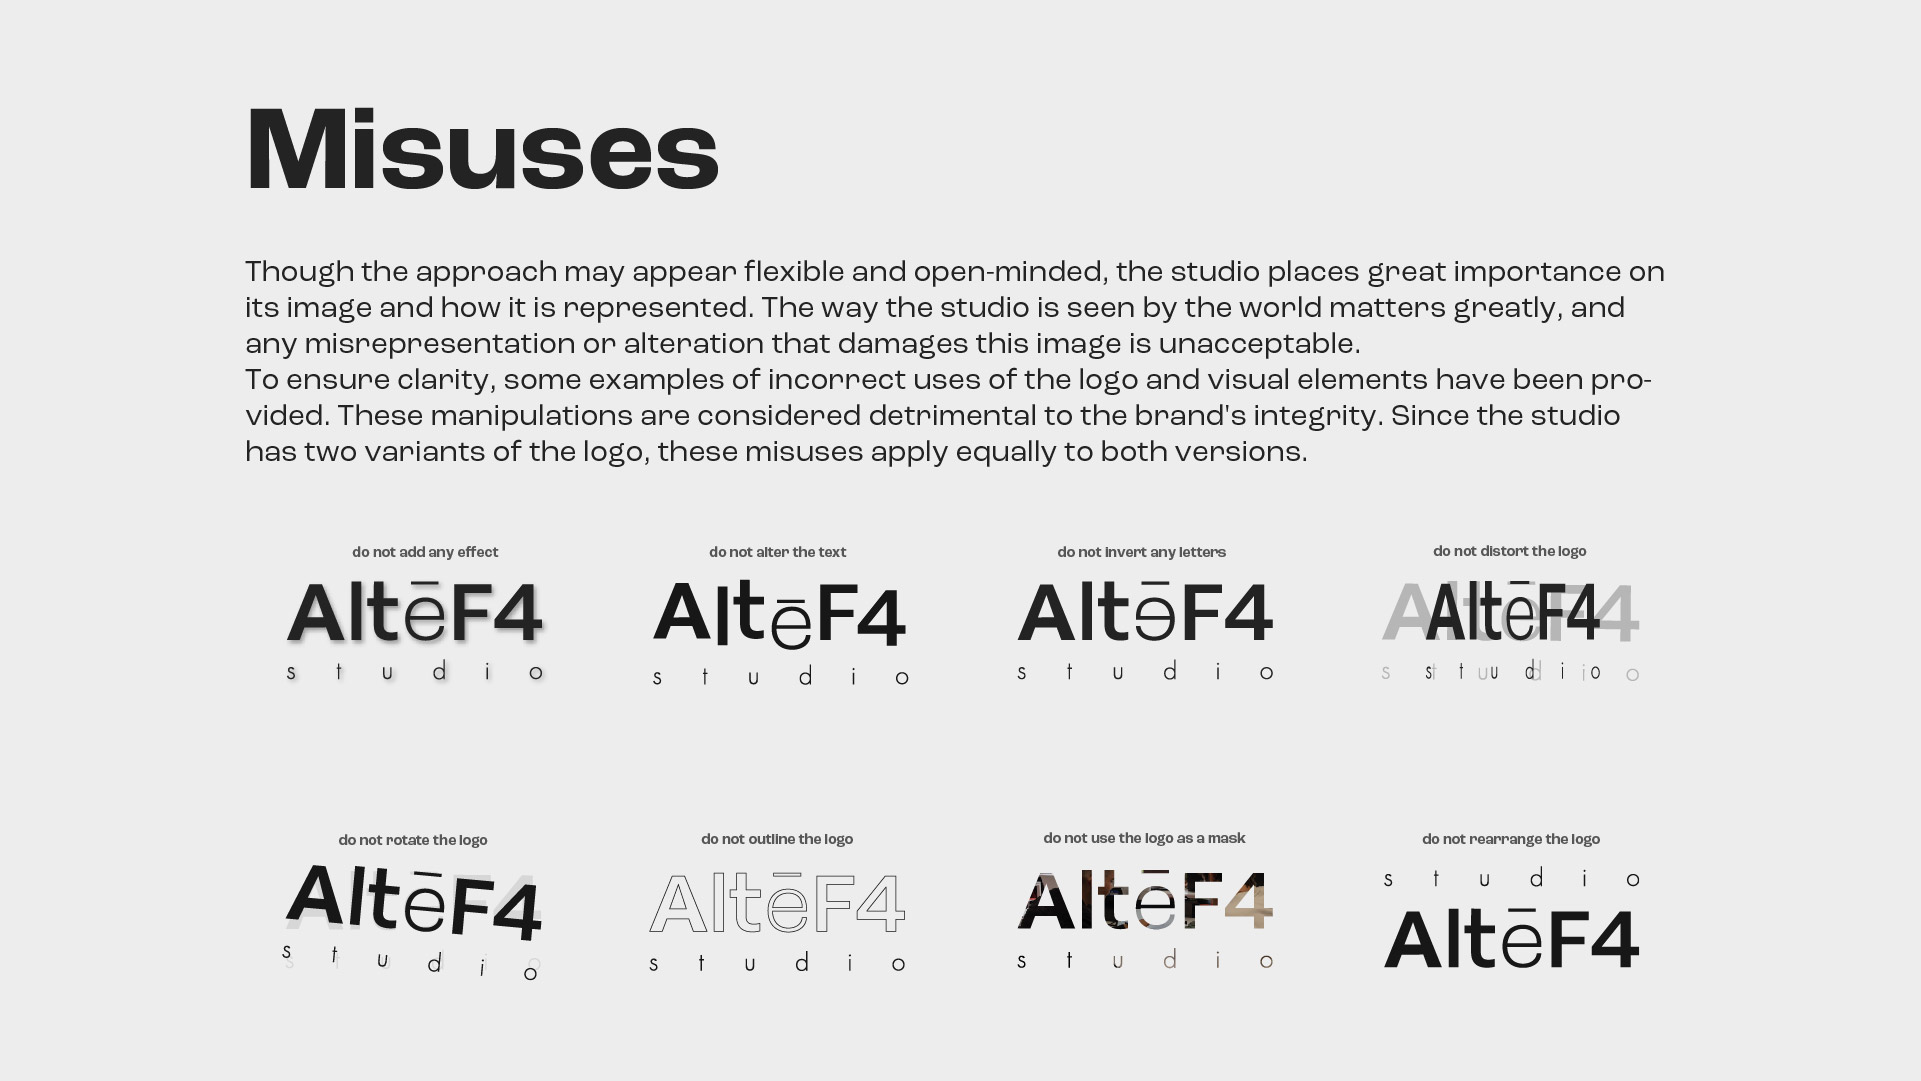 Misuses
Though the approach may appear flexible and open-minded, the studio places great importance on
its image and how it is represented. The way the studio is seen by the world matters greatly, and
any misrepresentation or alteration that damages this image is unacceptable.
To ensure clarity, some examples of incorrect uses of the logo and visual elements have been pro-
vided. These manipulations are considered detrimental to the brand's integrity. Since the studio
has two variants of the logo, these misuses apply equally to both versions.
do not add any effect
AltēF4
studio
do not alter the text
AltēF4
studio
do not invert any letters
Altɘ̄F4
studio
do not distort the logo
AltēF4
studio
do not rotate the logo
AltēF4
studio
do not outline the logo
AltēF4
studio
do not use the logo as a mask
AltēF4
studio
do not rearrange the logo
studio
AltēF4